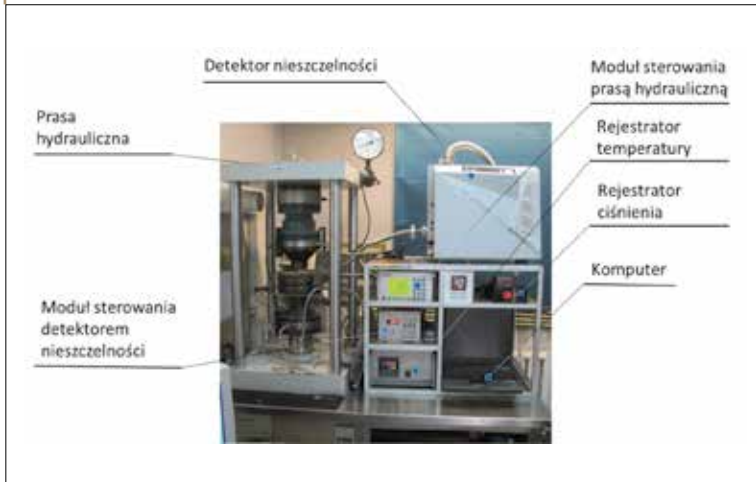 Detektor nieszczelności
Moduł sterowania
prasą hydrauliczną
Prasa
hydrauliczna
Rejestrator
temperatury
Rejestrator
ciśnienia
Komputer
Moduł sterowania
detektorem
nieszczelności